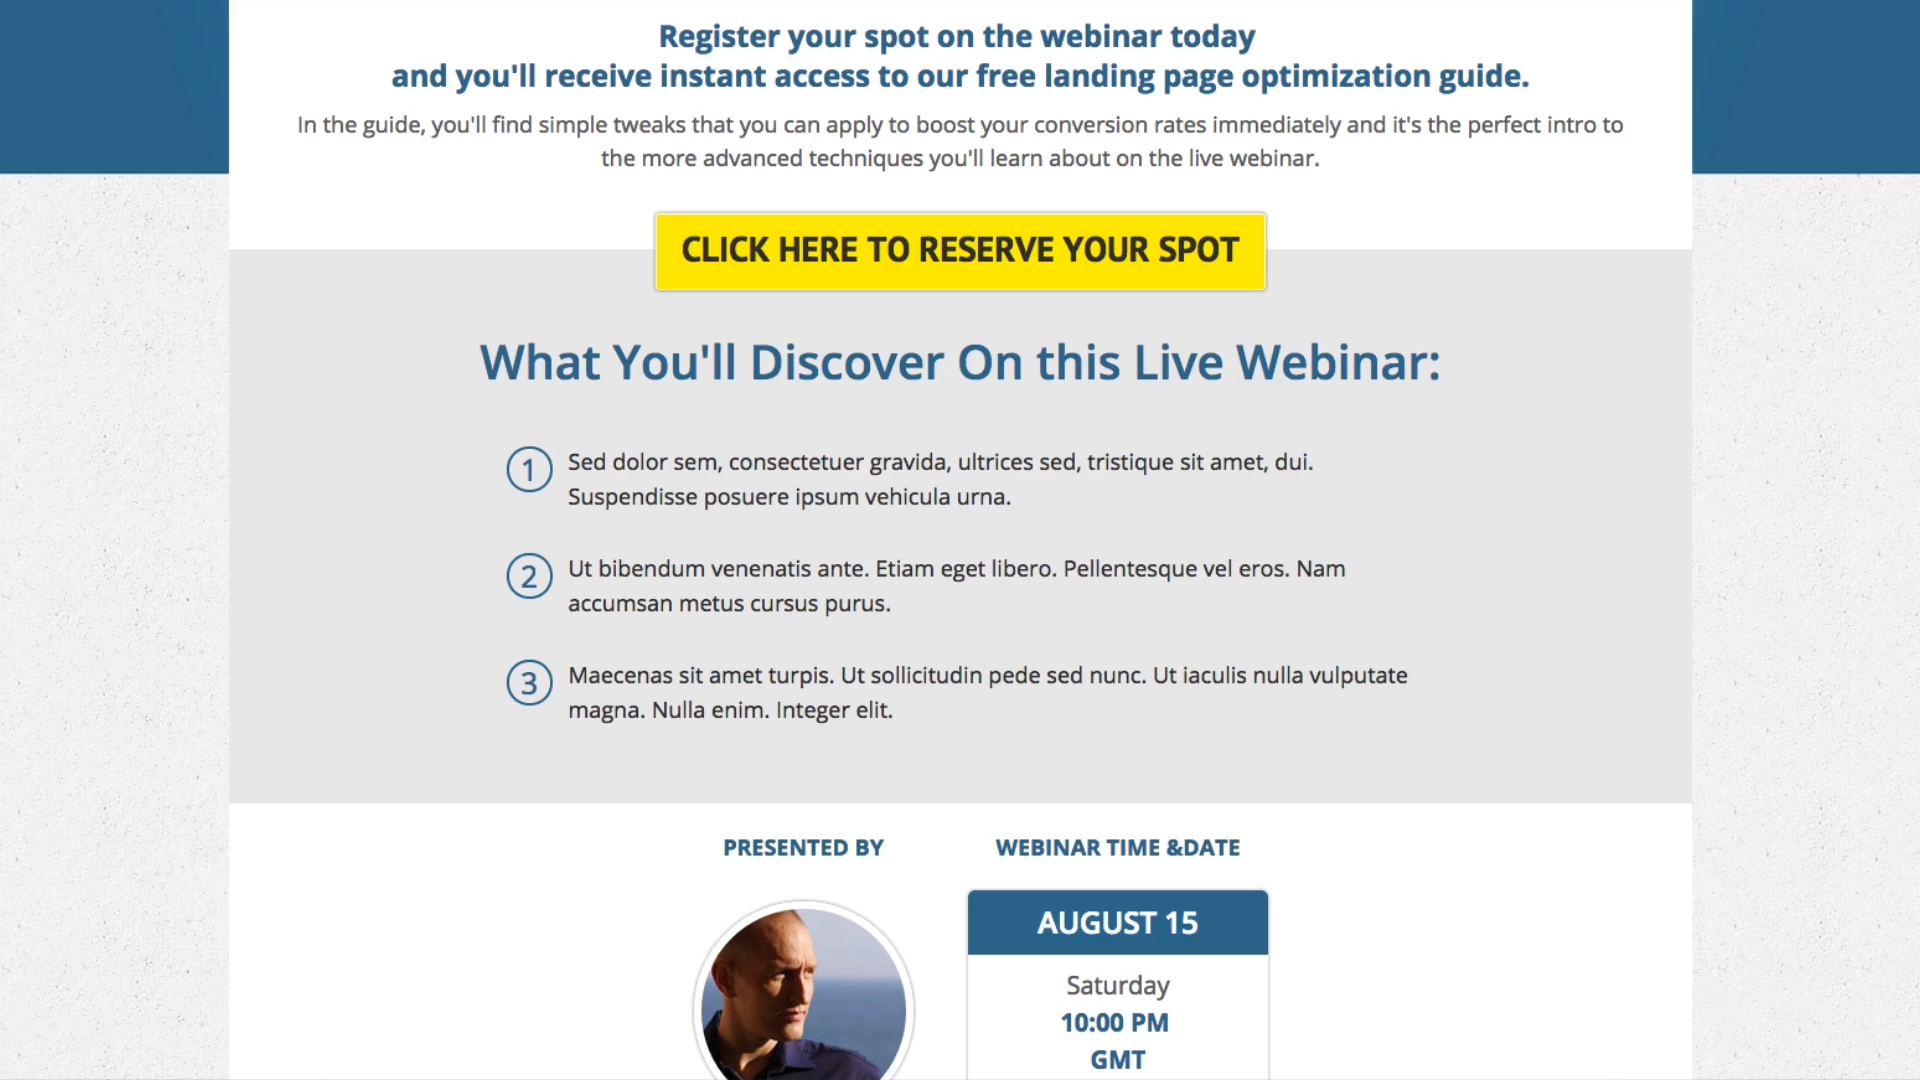 Register your spot on the webinar today
and you'll receive instant access to our free landing page optimization guide.
In the guide, you'll find simple tweaks that you can apply to boost your conversion rates immediately and it's the perfect intro to
the more advanced techniques you'll learn about on the live webinar.
CLICK HERE TO RESERVE YOUR SPOT
What You'll Discover On this Live Webinar:
1 Sed dolor sem, consectetuer gravida, ultrices sed, tristique sit amet, dui.
Suspendisse posuere ipsum vehicula urna.
2 Ut bibendum venenatis ante. Etiam eget libero. Pellentesque vel eros. Nam
accumsan metus cursus purus.
3 Maecenas sit amet turpis. Ut sollicitudin pede sed nunc. Ut iaculis nulla vulputate
magna. Nulla enim. Integer elit.
PRESENTED BY
WEBINAR TIME &DATE
AUGUST 15
Saturday
10:00 PM
GMT